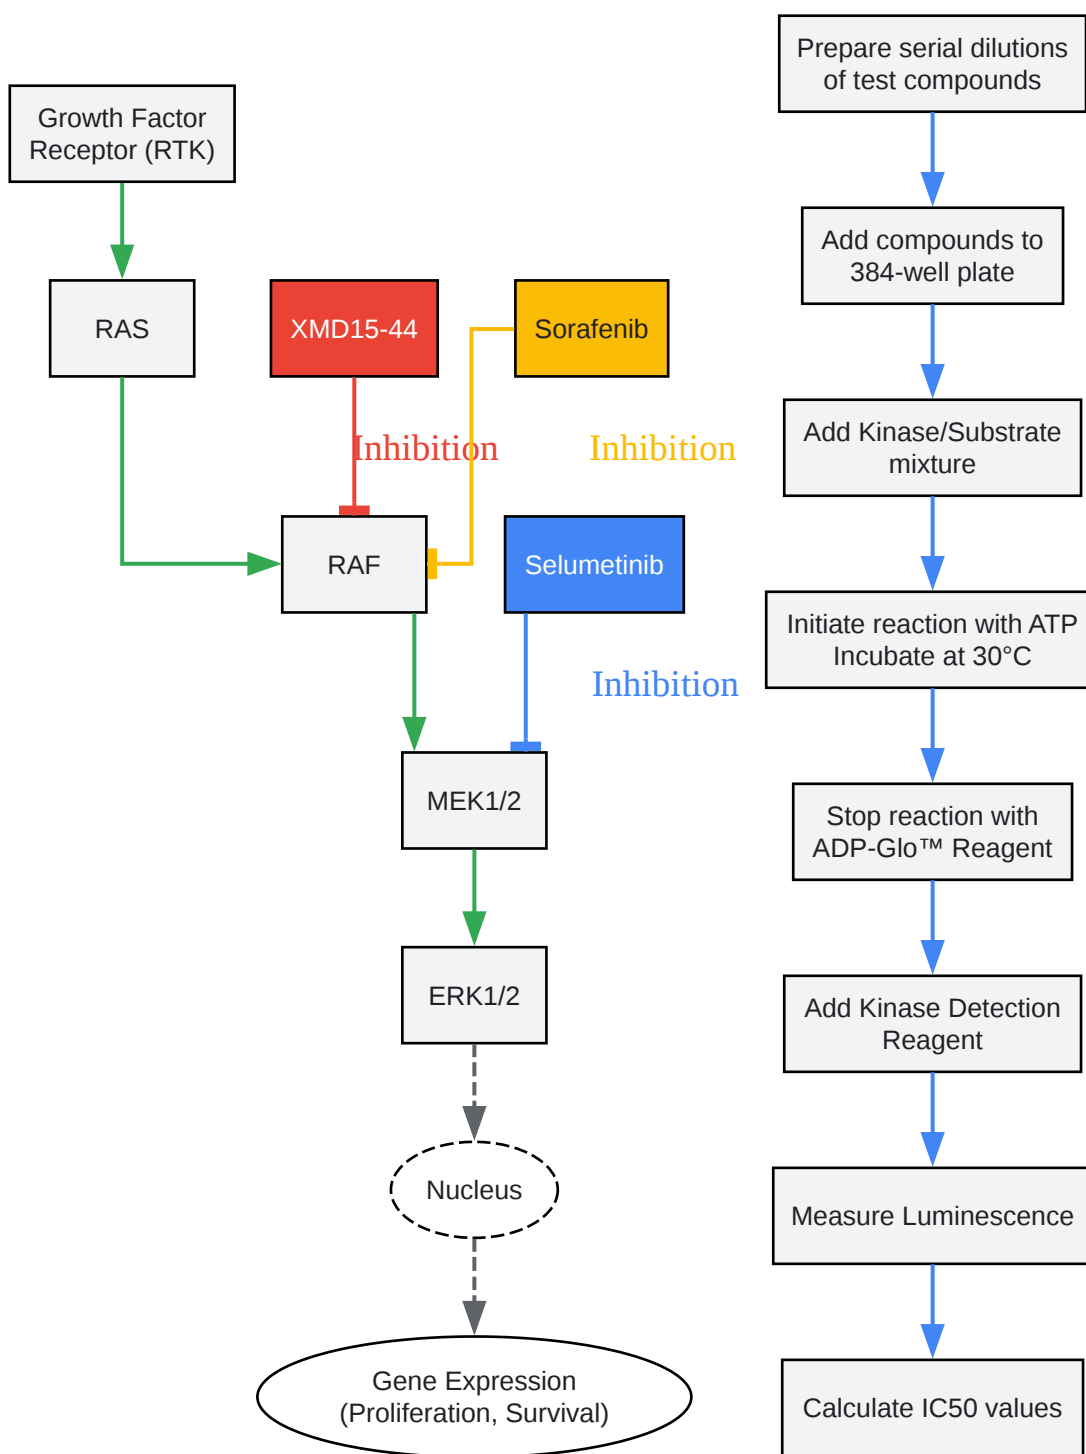 Growth Factor
Receptor (RTK)
RAS
XMD15-44
Sorafenib
Inhibition
Inhibition
RAF
Selumetinib
Inhibition
MEK1/2
ERK1/2
Nucleus
Gene Expression
(Proliferation, Survival)
Prepare serial dilutions
of test compounds
Add compounds to
384-well plate
Add Kinase/Substrate
mixture
Initiate reaction with ATP
Incubate at 30°C
Stop reaction with
ADP-Glo™ Reagent
Add Kinase Detection
Reagent
Measure Luminescence
Calculate IC50 values